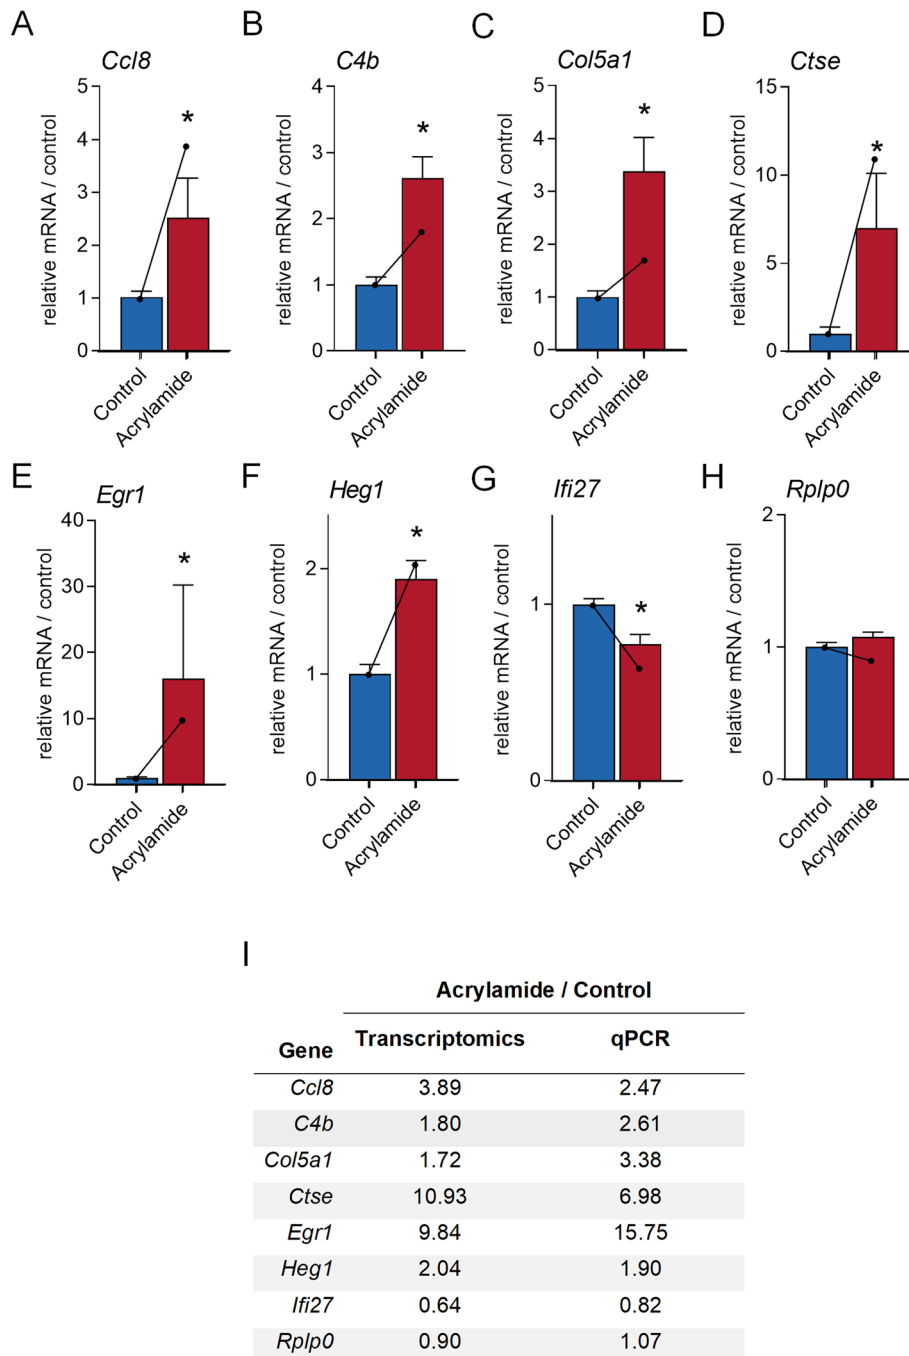 A
Ccl8
relative mRNA / control
5
4
3
2
1
0
*
Control
Acrylamide
B
C4b
relative mRNA / control
4
3
2
1
0
*
Control
Acrylamide
C
Col5a1
relative mRNA / control
5
4
3
2
1
0
*
Control
Acrylamide
D
Ctse
relative mRNA / control
15
10
5
0
*
Control
Acrylamide
E
Egr1
relative mRNA / control
40
30
20
10
0
*
Control
Acrylamide
F
Heg1
relative mRNA / control
2
1
0
*
Control
Acrylamide
G
Ifi27
relative mRNA / control
1
0
*
Control
Acrylamide
H
Rplp0
relative mRNA / control
2
1
0
Control
Acrylamide
I
Acrylamide / Control
Gene Transcriptomics qPCR
Ccl8 3.89 2.47
C4b 1.80 2.61
Col5a1 1.72 3.38
Ctse 10.93 6.98
Egr1 9.84 15.75
Heg1 2.04 1.90
Ifi27 0.64 0.82
Rplp0 0.90 1.07